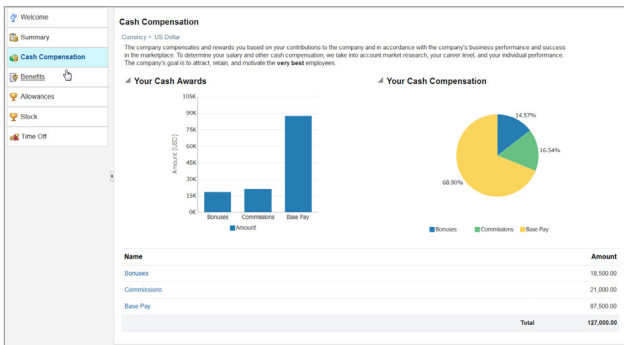 Welcome
Summary
Cash Compensation
Benefits
Allowances
Stock
Time Off
Cash Compensation
Currency = US Dollar
The company compensates and rewards you based on your contributions to the company and in accordance with the company's business performance and success
in the marketplace. To determine your salary and other cash compensation, we take into account market research, your career level, and your individual performance.
The company's goal is to attract, retain, and motivate the very best employees.
Your Cash Awards
105K
90K
75K
60K
45K
30K
15K
0K
Amount (USD)
Bonuses Commissions Base Pay
Amount
Your Cash Compensation
14.57%
16.54%
68.90%
Bonuses Commissions Base Pay
Name Amount
Bonuses 18,500.00
Commissions 21,000.00
Base Pay 87,500.00
Total 127,000.00